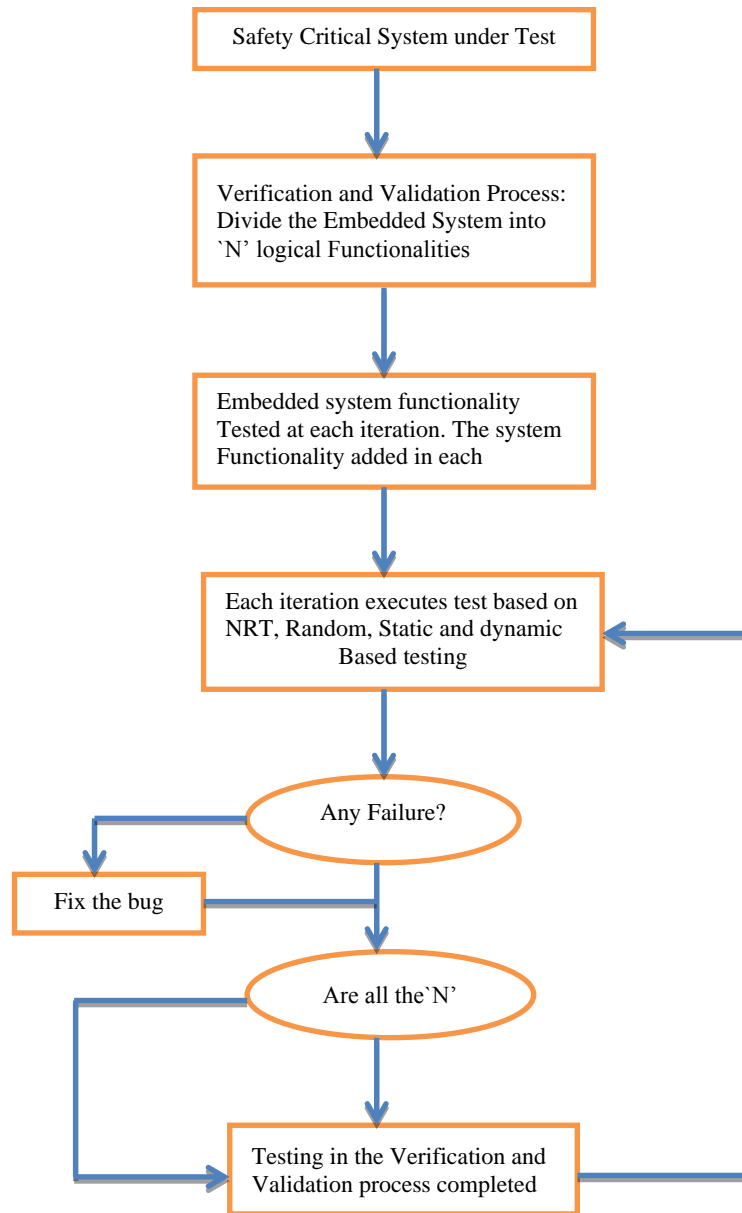 Safety Critical System under Test
Verification and Validation Process:
Divide the Embedded System into
`N’ logical Functionalities
Embedded system functionality
Tested at each iteration. The system
Functionality added in each
Each iteration executes test based on
NRT, Random, Static and dynamic
Based testing
Any Failure?
Fix the bug
Are all the`N’
Testing in the Verification and
Validation process completed